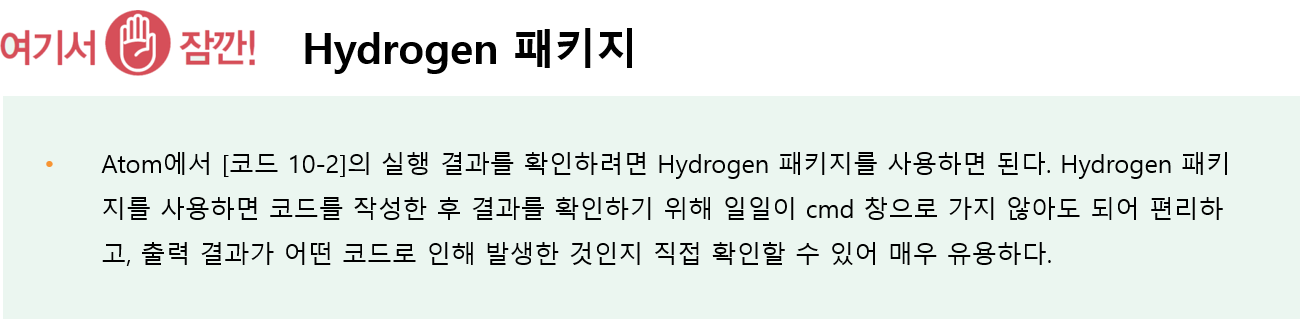 여기서 잠깐! Hydrogen 패키지
• Atom에서 [코드 10-2]의 실행 결과를 확인하려면 Hydrogen 패키지를 사용하면 된다. Hydrogen 패키
지를 사용하면 코드를 작성한 후 결과를 확인하기 위해 일일이 cmd 창으로 가지 않아도 되어 편리하
고, 출력 결과가 어떤 코드로 인해 발생한 것인지 직접 확인할 수 있어 매우 유용하다.